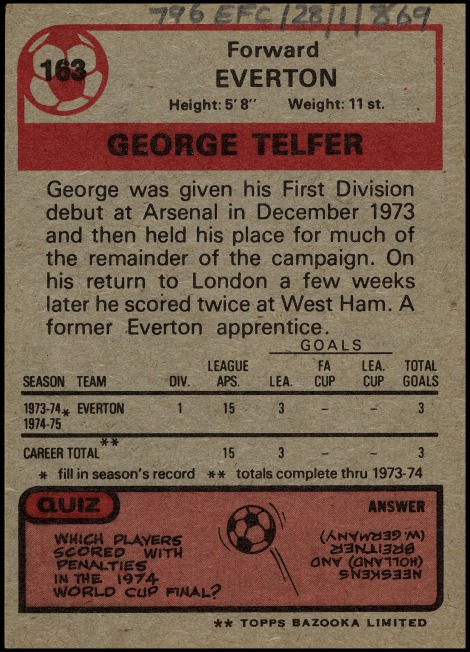 796 EFC/28/1/869
163
Forward
EVERTON
Height: 5' 8" Weight: 11 st.
GEORGE TELFER
George was given his First Division
debut at Arsenal in December 1973
and then held his place for much of
the remainder of the campaign. On
his return to London a few weeks
later he scored twice at West Ham. A
former Everton apprentice.
GOALS
LEAGUE FA LEA. TOTAL
SEASON TEAM DIV. APS. LEA. CUP CUP GOALS
1973-74 EVERTON 1 15 3 – – 3
* 1974-75
**
CAREER TOTAL 15 3 – – 3
* fill in season's record ** totals complete thru 1973-74
QUIZ
WHICH PLAYERS
SCORED WITH
PENALTIES
IN THE 1974
WORLD CUP FINAL?
ANSWER
NEESKENS
(HOLLAND) AND
BREITNER
(W. GERMANY)
** TOPPS BAZOOKA LIMITED